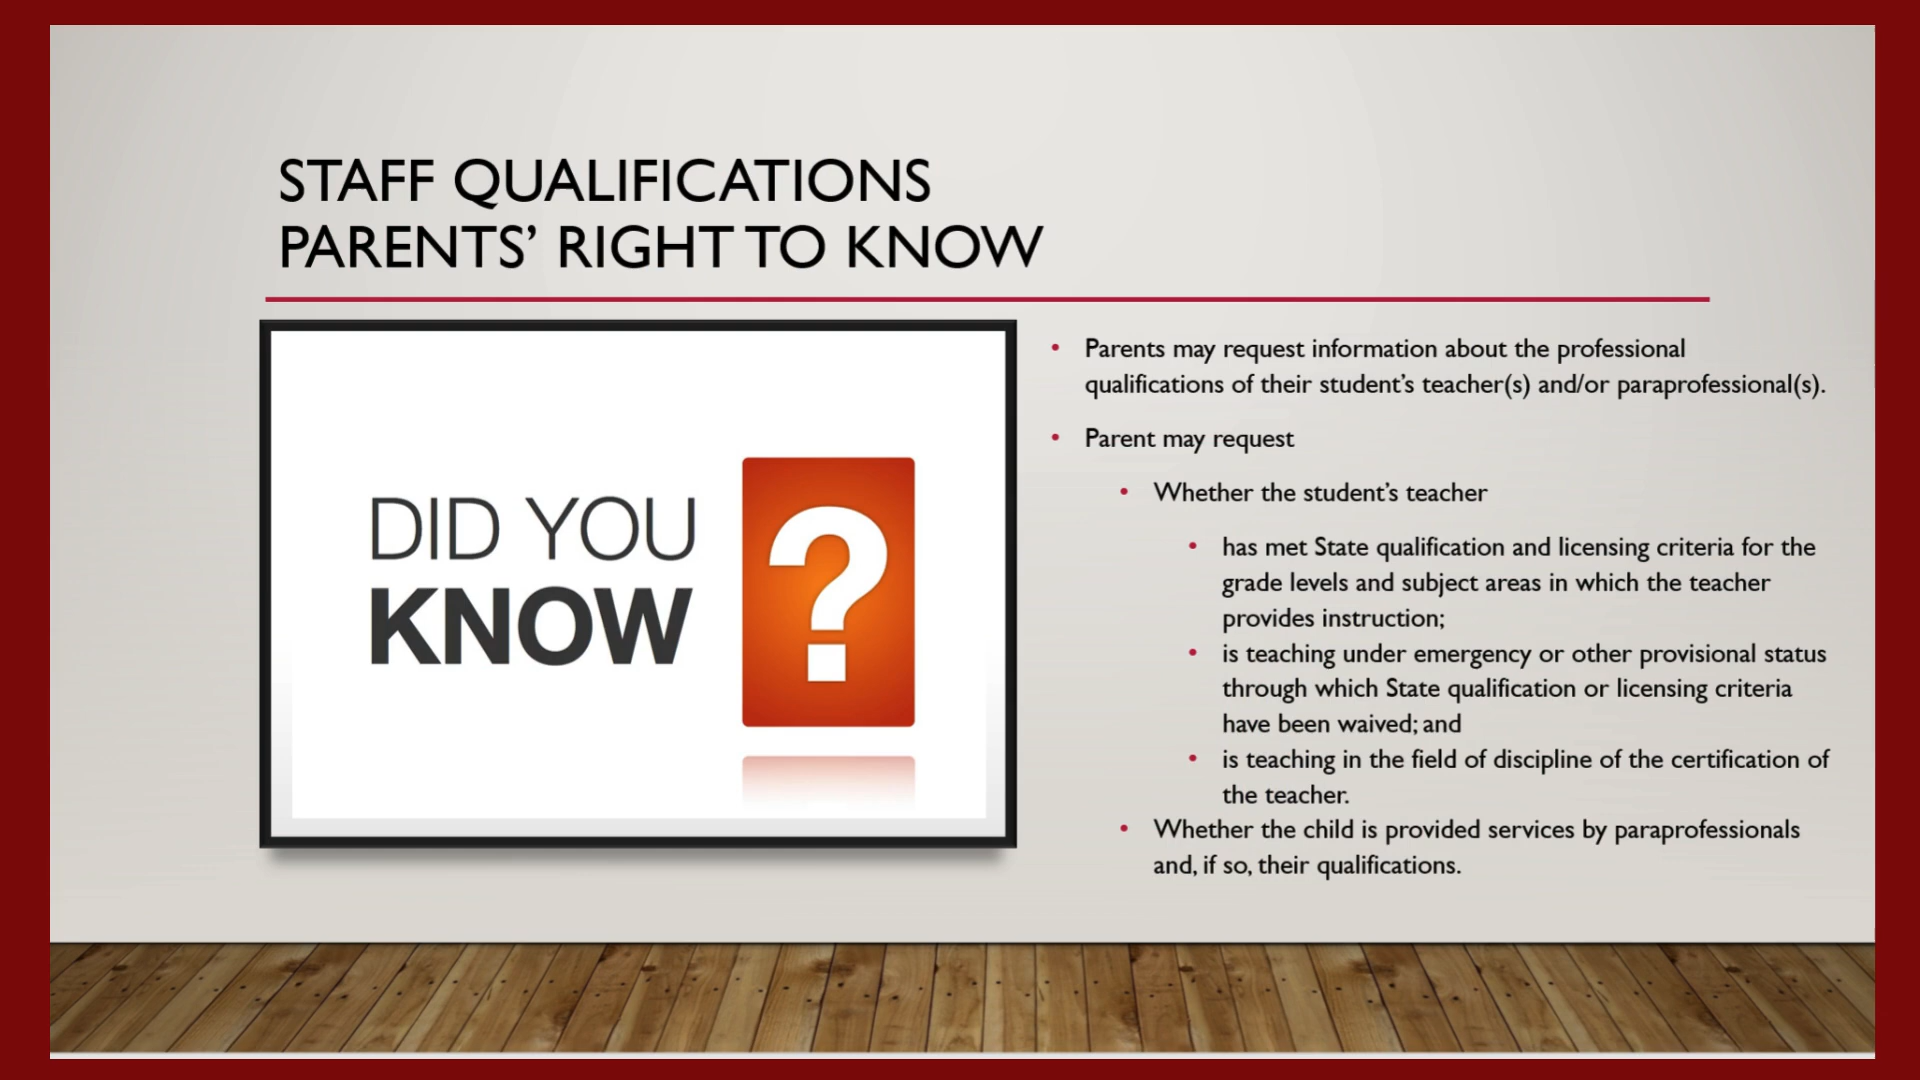 STAFF QUALIFICATIONS
PARENTS’ RIGHT TO KNOW
DID YOU
KNOW
?
• Parents may request information about the professional
qualifications of their student’s teacher(s) and/or paraprofessional(s).
• Parent may request
• Whether the student’s teacher
• has met State qualification and licensing criteria for the
grade levels and subject areas in which the teacher
provides instruction;
• is teaching under emergency or other provisional status
through which State qualification or licensing criteria
have been waived; and
• is teaching in the field of discipline of the certification of
the teacher.
• Whether the child is provided services by paraprofessionals
and, if so, their qualifications.